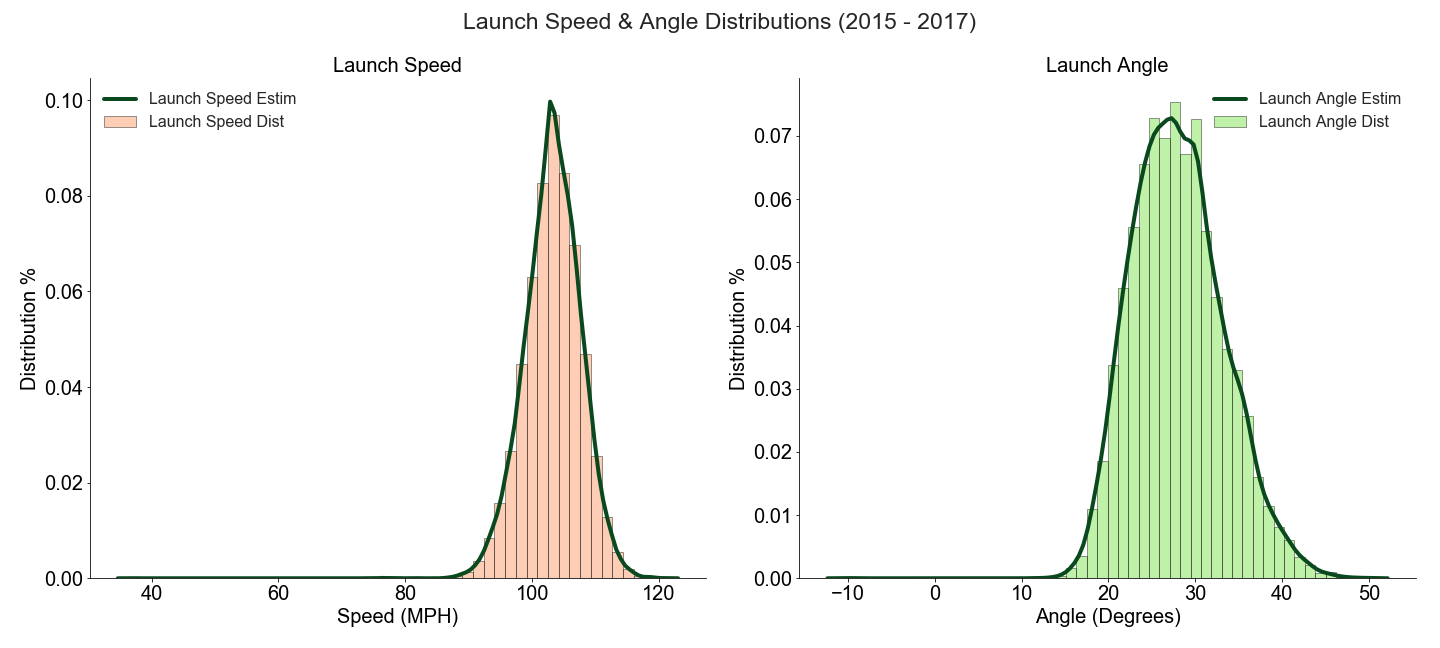 Launch Speed & Angle Distributions (2015 - 2017)
Launch Speed
Launch Speed Estim
Launch Speed Dist
Distribution %
0.10
0.08
0.06
0.04
0.02
0.00
40 60 80 100 120
Speed (MPH)
Launch Angle
Launch Angle Estim
Launch Angle Dist
Distribution %
0.07
0.06
0.05
0.04
0.03
0.02
0.01
0.00
−10 0 10 20 30 40 50
Angle (Degrees)